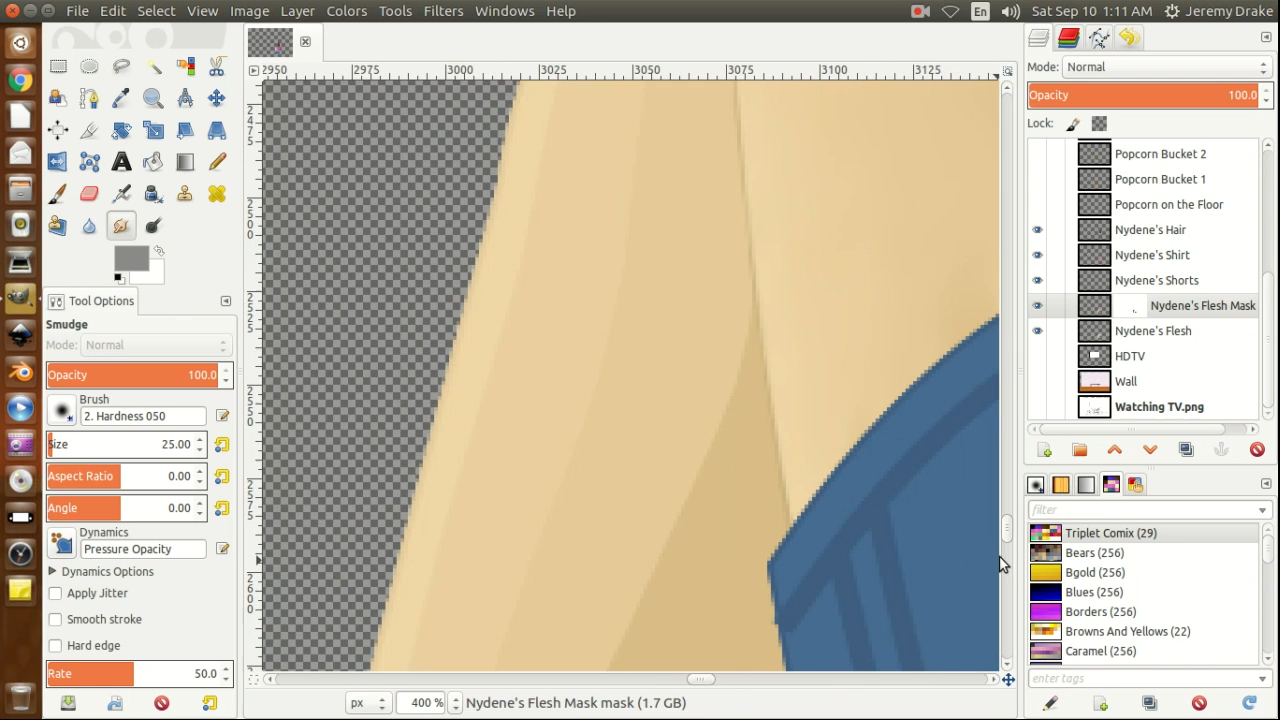 File Edit Select View Image Layer Colors Tools Filters Windows Help
En Sat Sep 10 1:11 AM Jeremy Drake
2950 2975 3000 3025 3050 3075 3100 3125
2475
2500
2525
2550
2575
2600
Tool Options
Smudge
Mode: Normal
Opacity 100.0
Brush
2. Hardness 050
Size 25.00
Aspect Ratio 0.00
Angle 0.00
Dynamics
Pressure Opacity
Dynamics Options
Apply Jitter
Smooth stroke
Hard edge
Rate 50.0
px 400 % Nydene's Flesh Mask mask (1.7 GB)
Mode: Normal
Opacity 100.0
Lock:
Popcorn Bucket 2
Popcorn Bucket 1
Popcorn on the Floor
Nydene's Hair
Nydene's Shirt
Nydene's Shorts
Nydene's Flesh Mask
Nydene's Flesh
HDTV
Wall
Watching TV.png
filter
Triplet Comix (29)
Bears (256)
Bgold (256)
Blues (256)
Borders (256)
Browns And Yellows (22)
Caramel (256)
enter tags